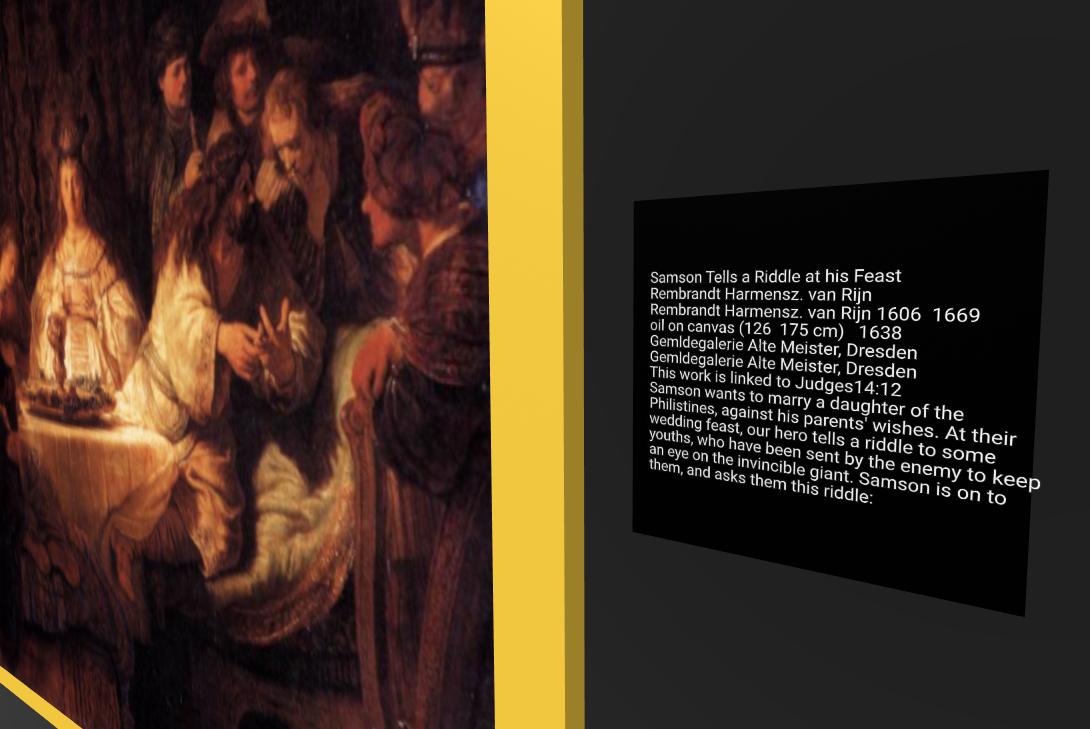 Samson Tells a Riddle at his Feast
Rembrandt Harmensz. van Rijn
Rembrandt Harmensz. van Rijn 1606  1669
oil on canvas (126  175 cm)   1638
Gemldegalerie Alte Meister, Dresden
Gemldegalerie Alte Meister, Dresden
This work is linked to Judges14:12
Samson wants to marry a daughter of the
Philistines, against his parents' wishes. At their
wedding feast, our hero tells a riddle to some
youths, who have been sent by the enemy to keep
an eye on the invincible giant. Samson is on to
them, and asks them this riddle: